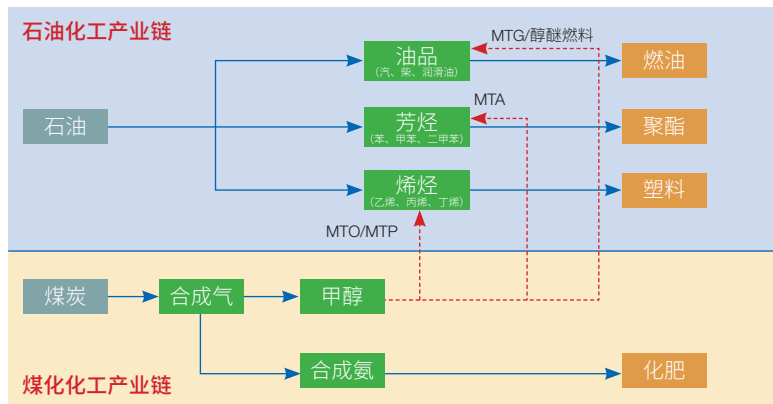 石油化工产业链
MTG/醇醚燃料
油品
(汽、柴、润滑油)
燃油
MTA
石油
芳烃
(苯、甲苯、二甲苯)
聚酯
烯烃
(乙烯、丙烯、丁烯)
塑料
MTO/MTP
煤炭
合成气
甲醇
合成氨
化肥
煤化化工产业链